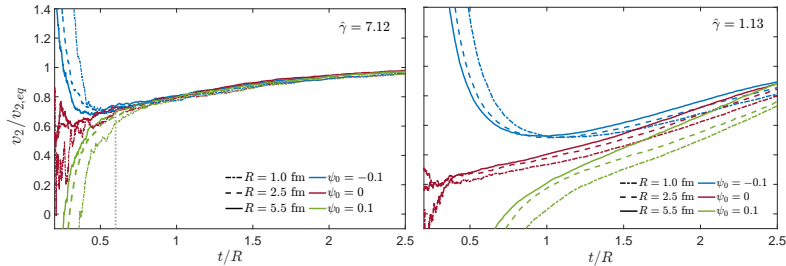 v₂/v₂,eq
1.4
1.2
1
0.8
0.6
0.4
0.2
0
γ̂ = 7.12
R = 1.0 fm ψ₀ = −0.1
R = 2.5 fm ψ₀ = 0
R = 5.5 fm ψ₀ = 0.1
0.5 1 1.5 2 2.5
t/R
γ̂ = 1.13
R = 1.0 fm ψ₀ = −0.1
R = 2.5 fm ψ₀ = 0
R = 5.5 fm ψ₀ = 0.1
0.5 1 1.5 2 2.5
t/R